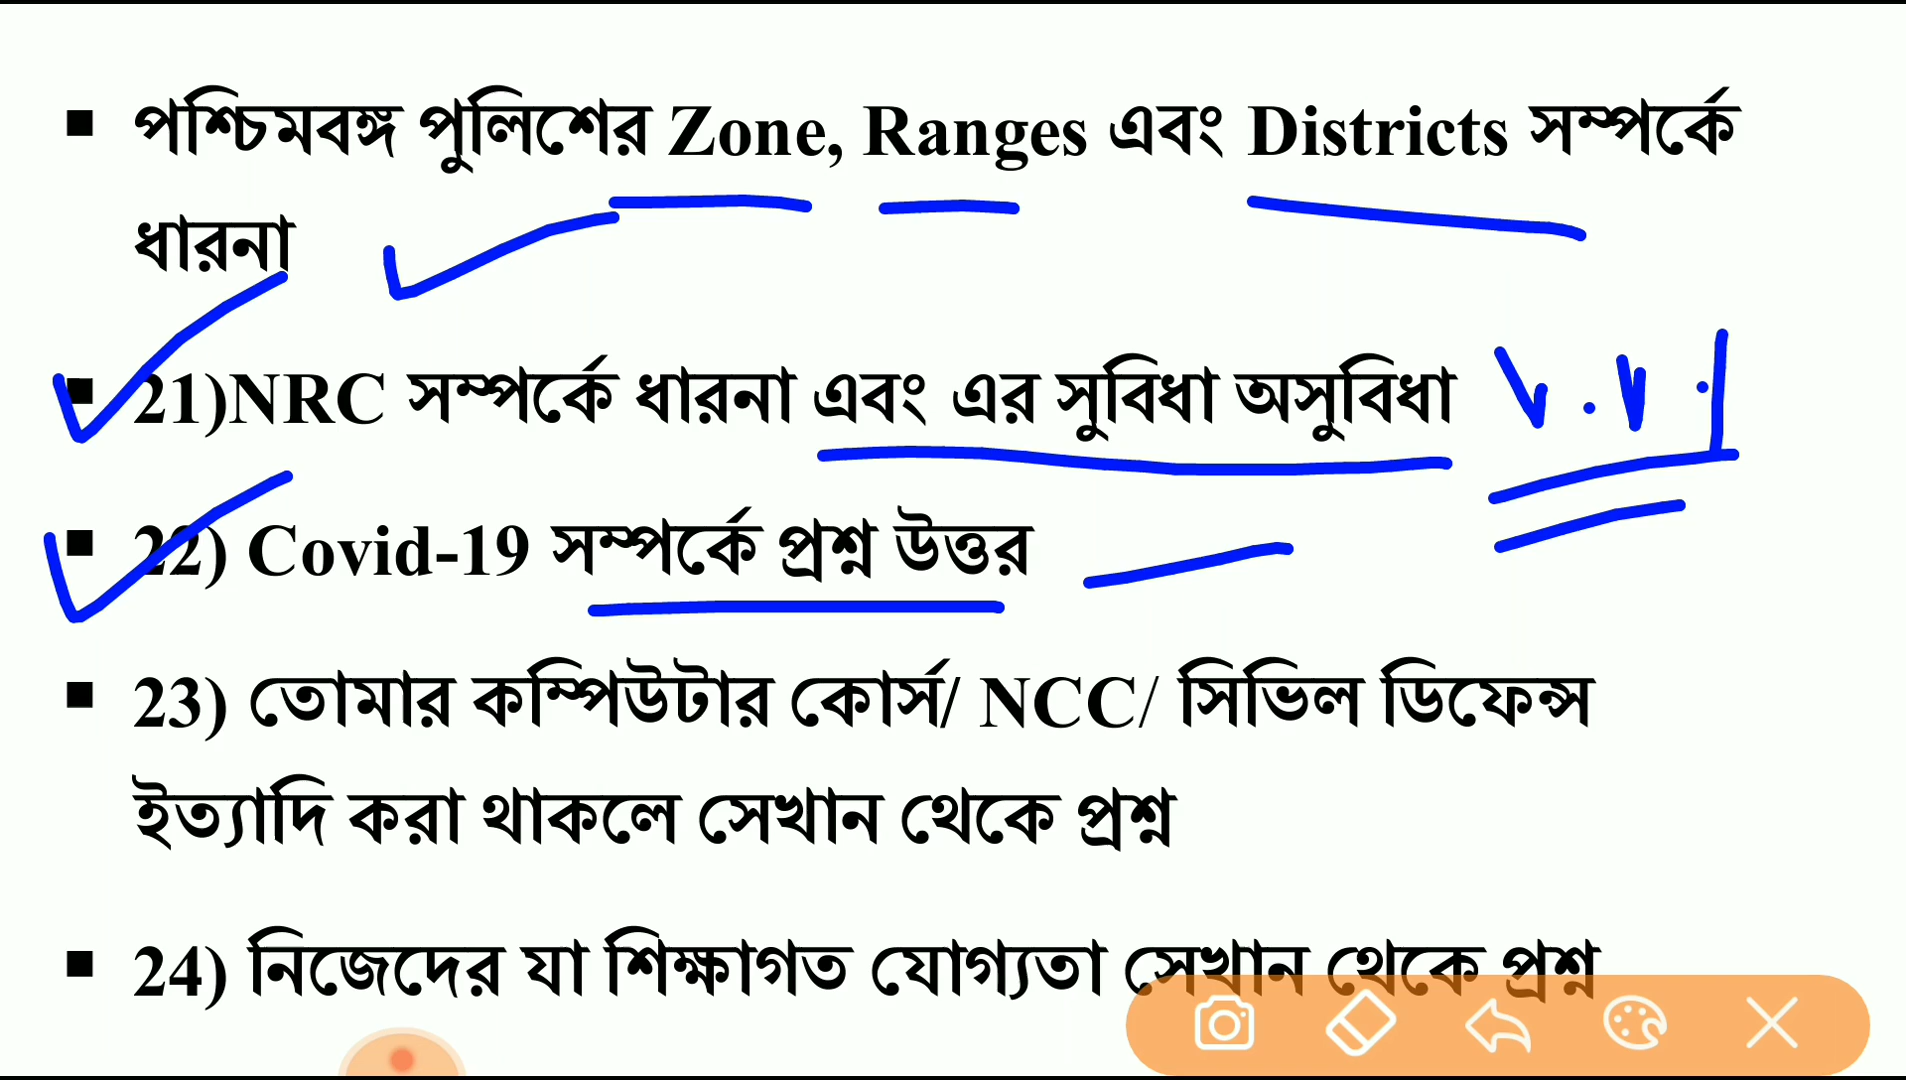 ▪ পশ্চিমবঙ্গ পুলিশের Zone, Ranges এবং Districts সম্পর্কে
ধারনা
▪ 21)NRC সম্পর্কে ধারনা এবং এর সুবিধা অসুবিধা V.V.I
▪ 22) Covid-19 সম্পর্কে প্রশ্ন উত্তর
▪ 23) তোমার কম্পিউটার কোর্স/ NCC/ সিভিল ডিফেন্স
ইত্যাদি করা থাকলে সেখান থেকে প্রশ্ন
▪ 24) নিজেদের যা শিক্ষাগত যোগ্যতা সেখান থেকে প্রশ্ন